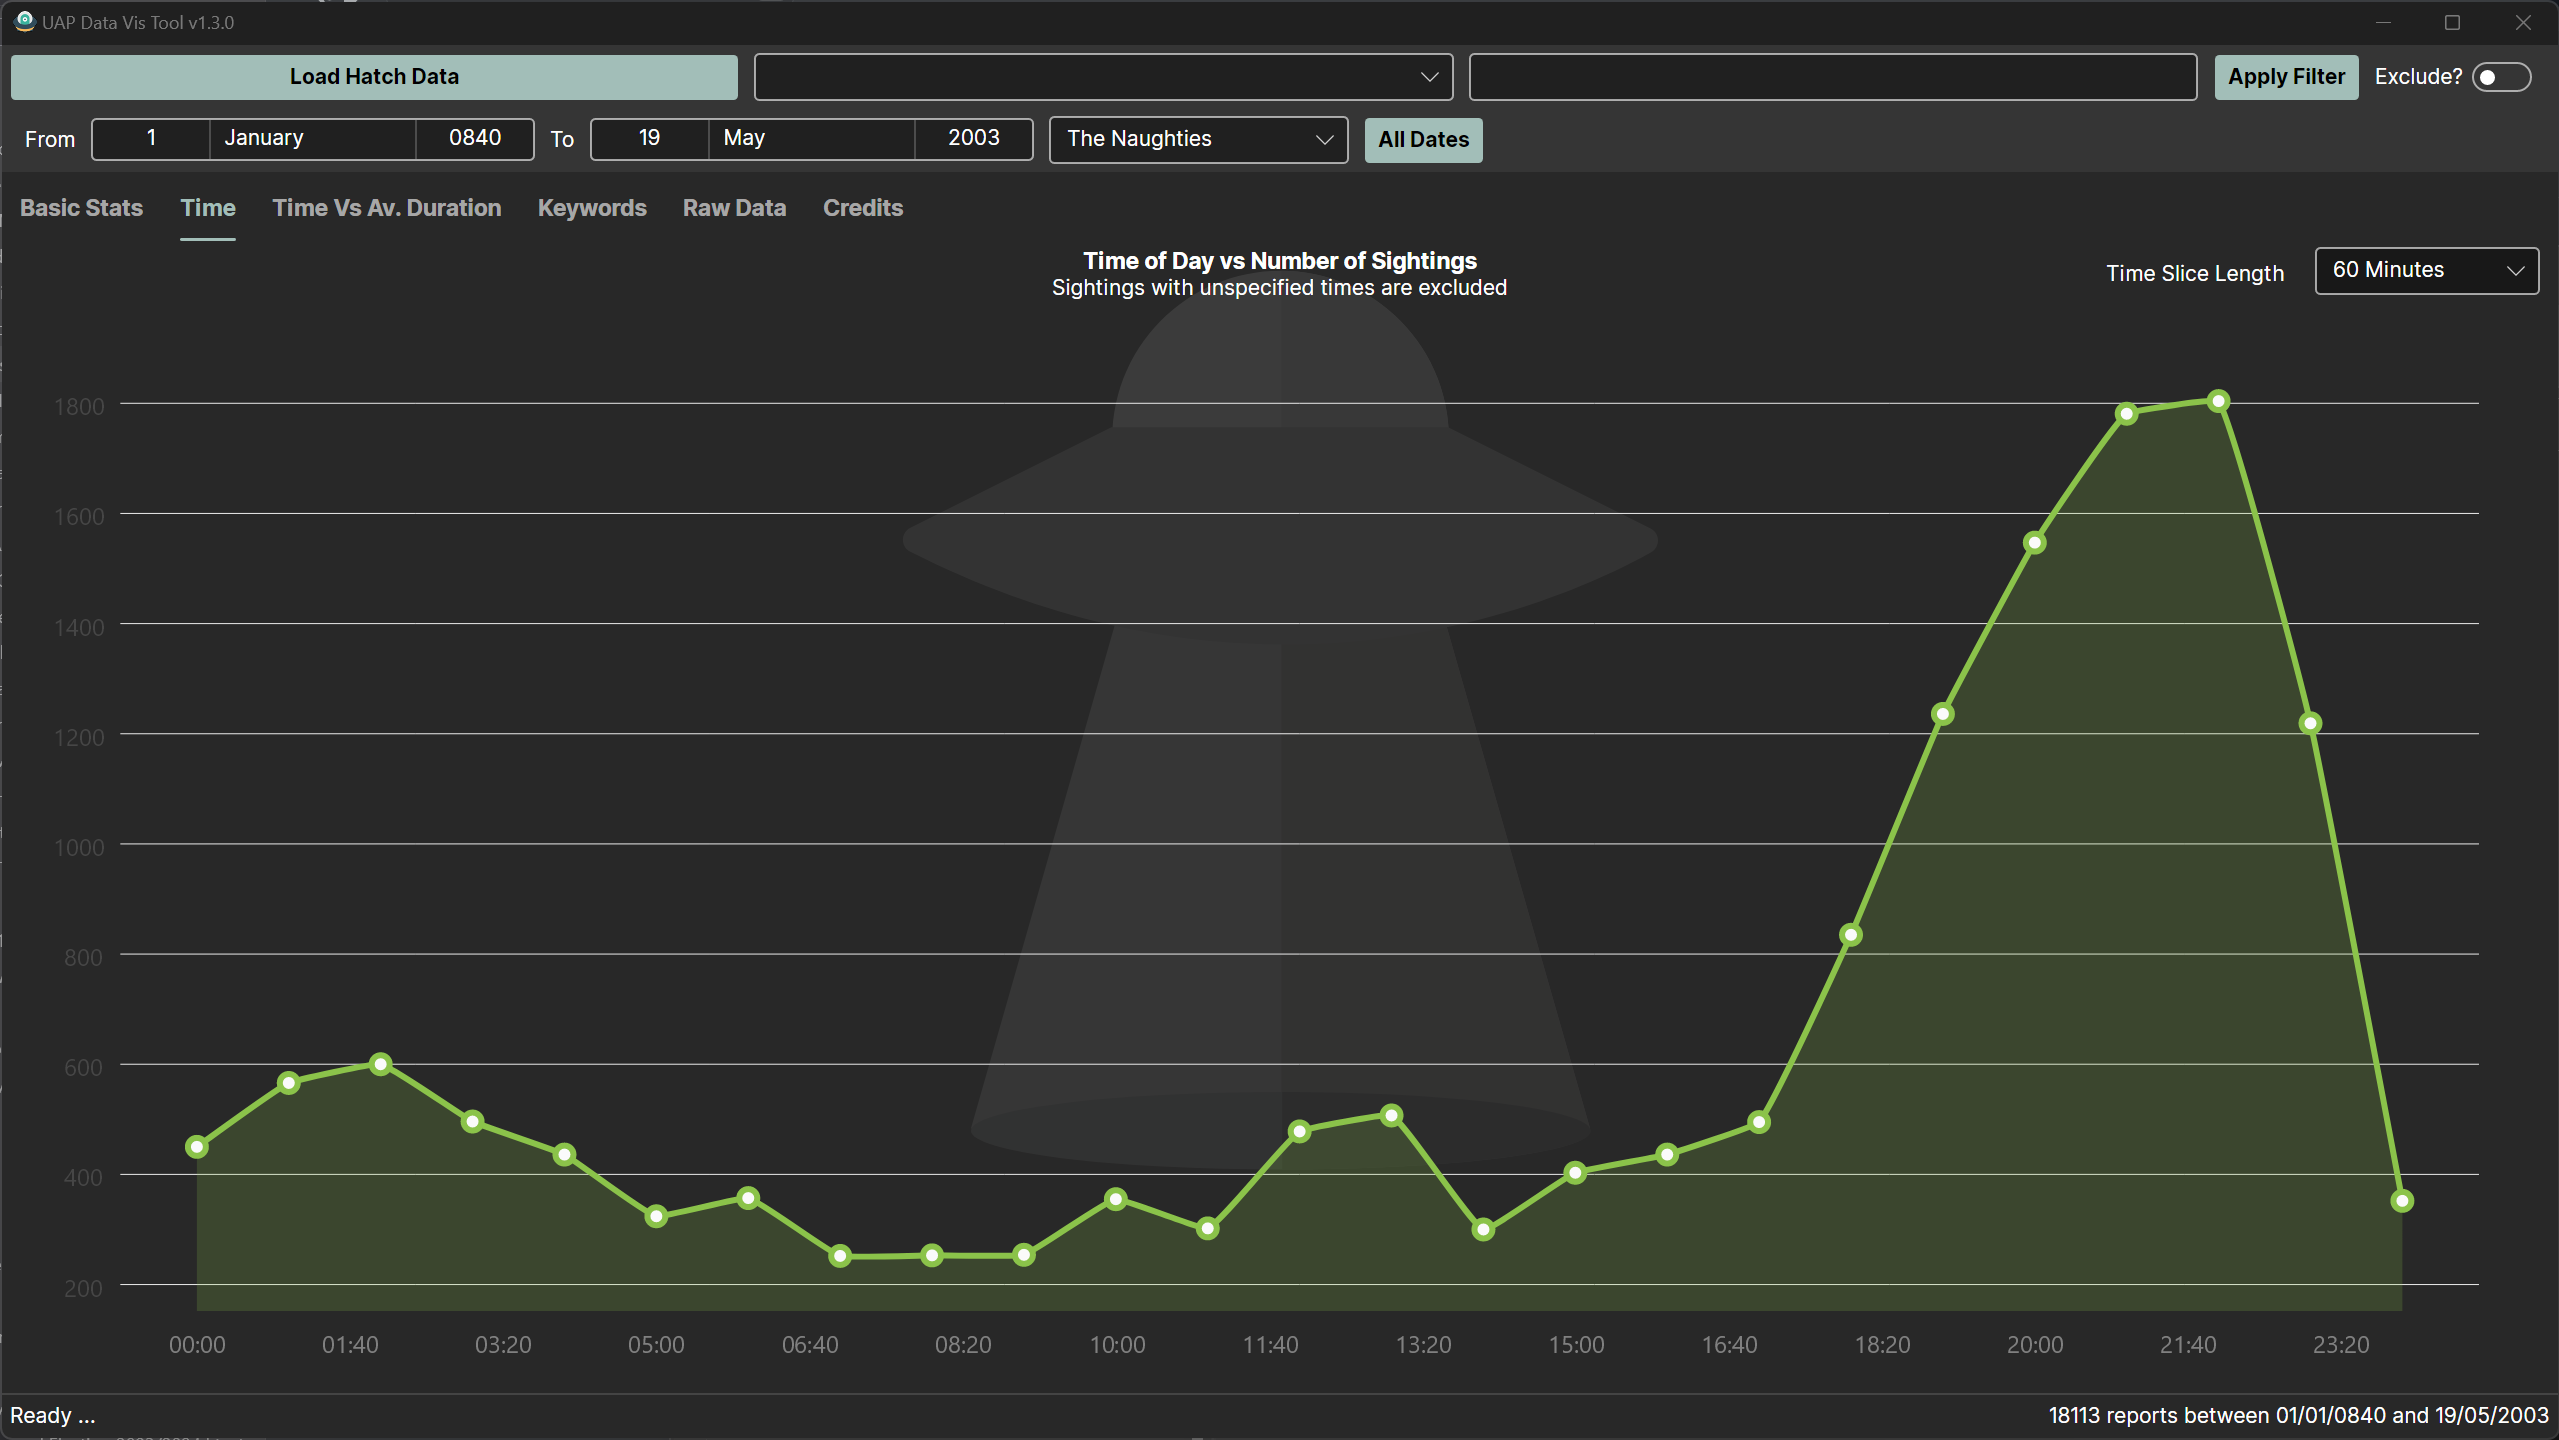 UAP Data Vis Tool v1.3.0
Load Hatch Data
Apply Filter
Exclude?
From 1 January 0840 To 19 May 2003 The Naughties All Dates
Basic Stats Time Time Vs Av. Duration Keywords Raw Data Credits
Time of Day vs Number of Sightings
Sightings with unspecified times are excluded
Time Slice Length 60 Minutes
1800
1600
1400
1200
1000
800
600
400
200
00:00 01:40 03:20 05:00 06:40 08:20 10:00 11:40 13:20 15:00 16:40 18:20 20:00 21:40 23:20
Ready ...
18113 reports between 01/01/0840 and 19/05/2003